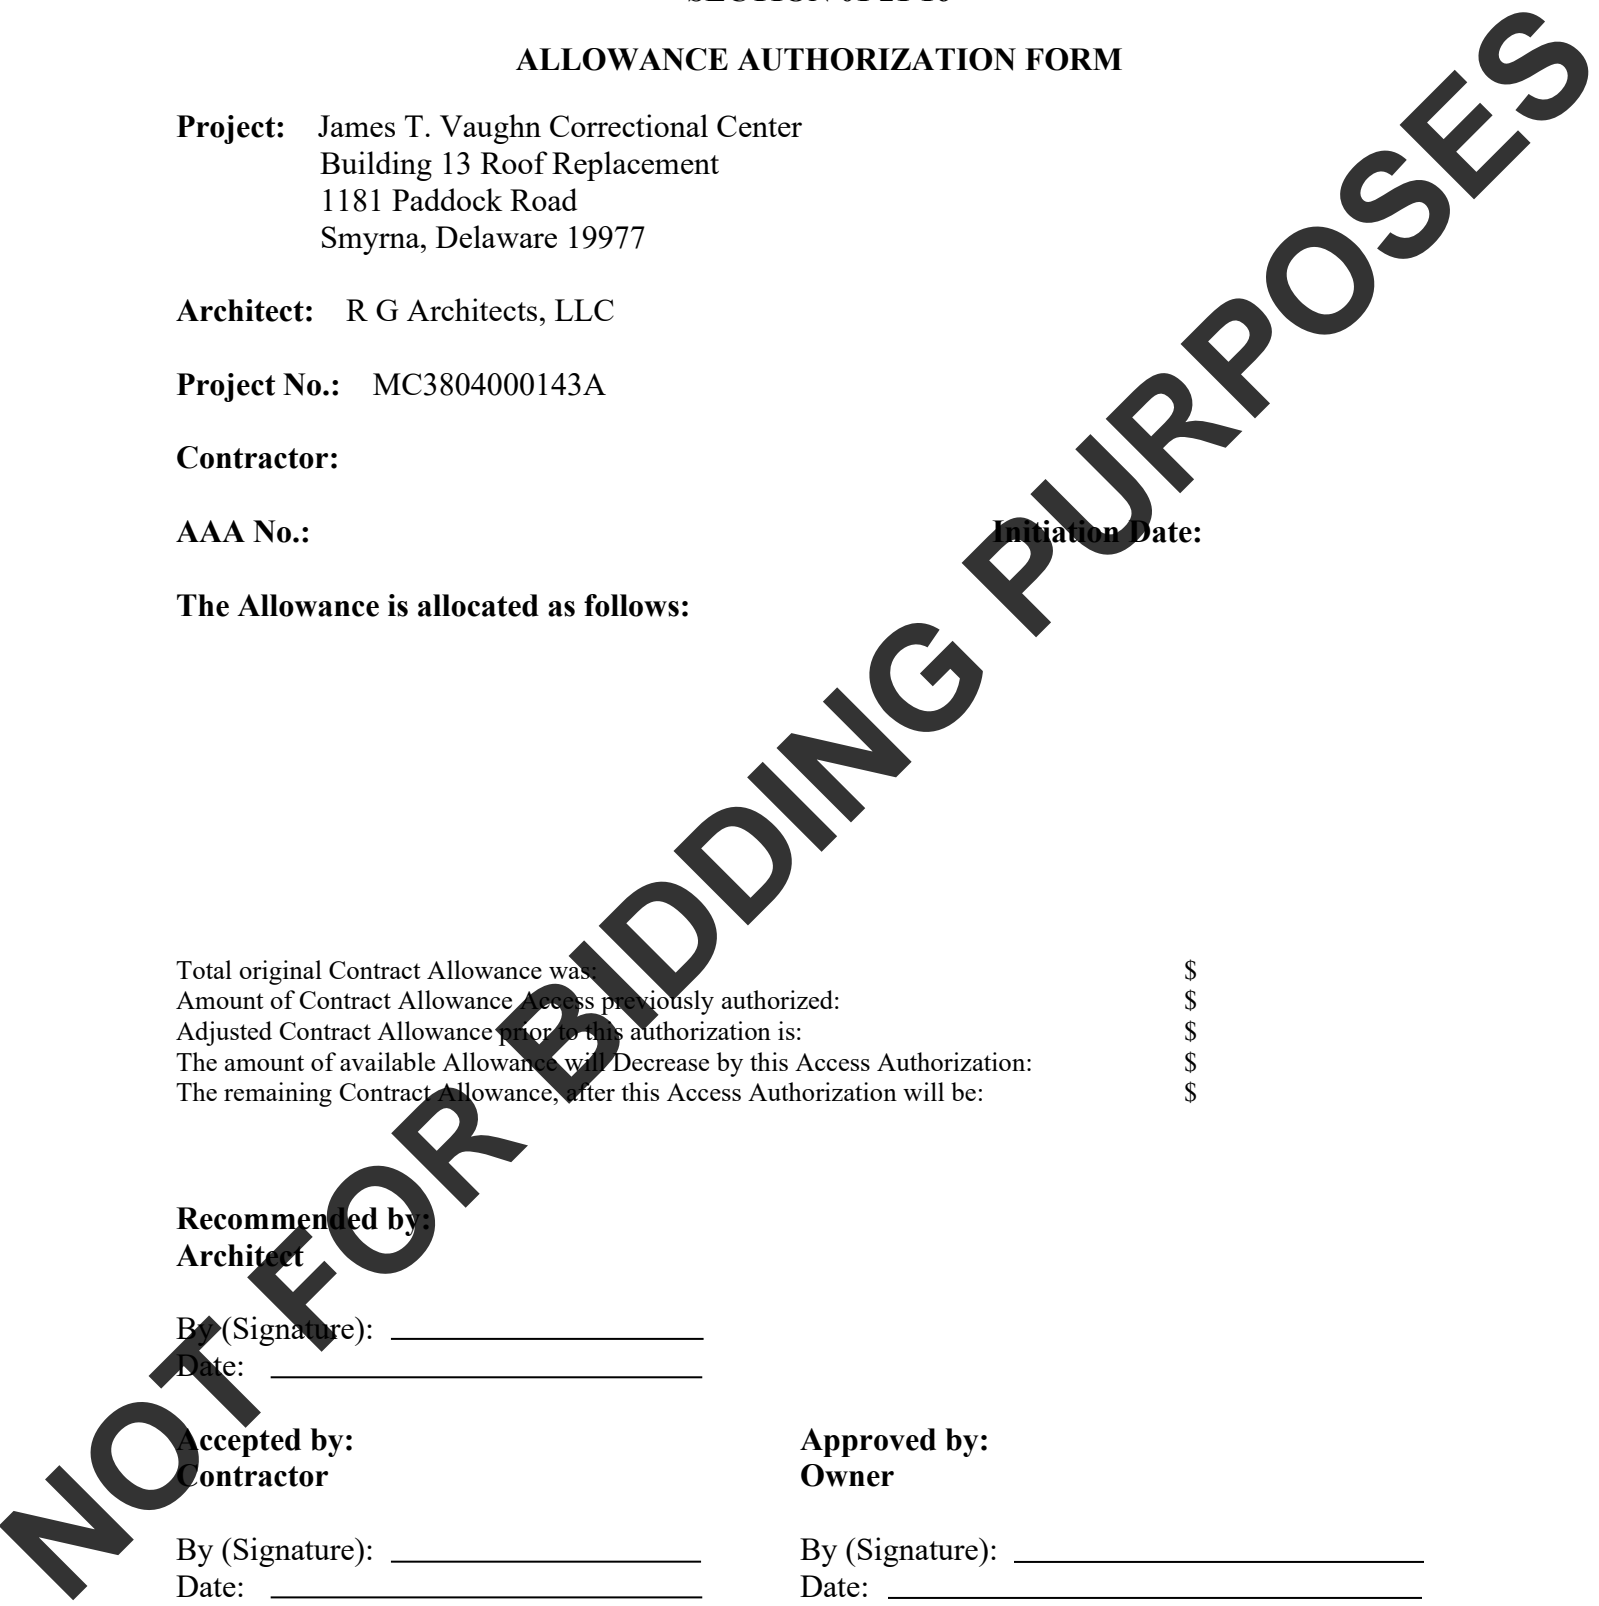 ALLOWANCE AUTHORIZATION FORM
Project: James T. Vaughn Correctional Center
Building 13 Roof Replacement
1181 Paddock Road
Smyrna, Delaware 19977
Architect: R G Architects, LLC
Project No.: MC3804000143A
Contractor:
AAA No.: Initiation Date:
The Allowance is allocated as follows:
Total original Contract Allowance was: $
Amount of Contract Allowance Access previously authorized: $
Adjusted Contract Allowance prior to this authorization is: $
The amount of available Allowance will Decrease by this Access Authorization: $
The remaining Contract Allowance, after this Access Authorization will be: $
Recommended by:
Architect
By (Signature):
Date:
Accepted by: Approved by:
Contractor Owner
By (Signature): By (Signature):
Date: Date:
NOT FOR BIDDING PURPOSES